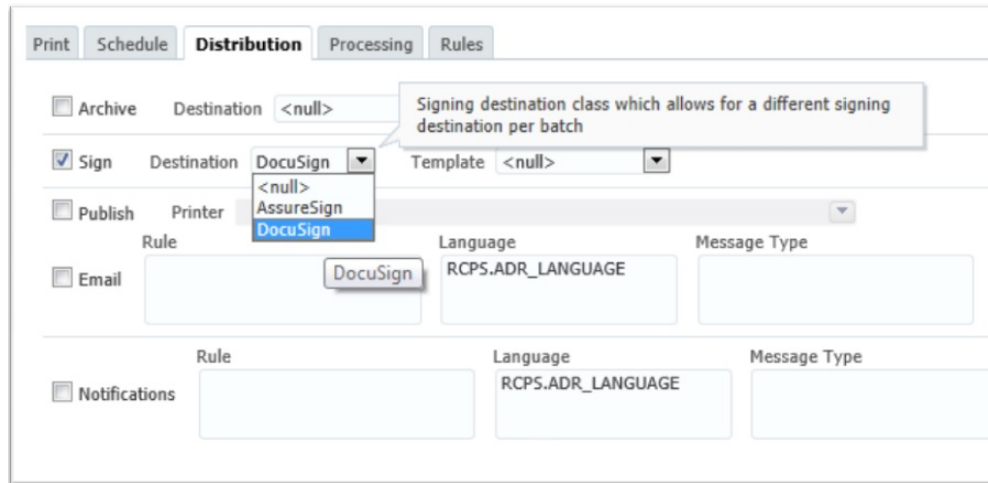 Print Schedule Distribution Processing Rules
Archive Destination <null>
Signing destination class which allows for a different signing
destination per batch
Sign Destination DocuSign Template <null>
<null>
AssureSign
DocuSign
Publish Printer
Rule Language Message Type
Email RCPS.ADR_LANGUAGE
DocuSign
Rule Language Message Type
Notifications RCPS.ADR_LANGUAGE